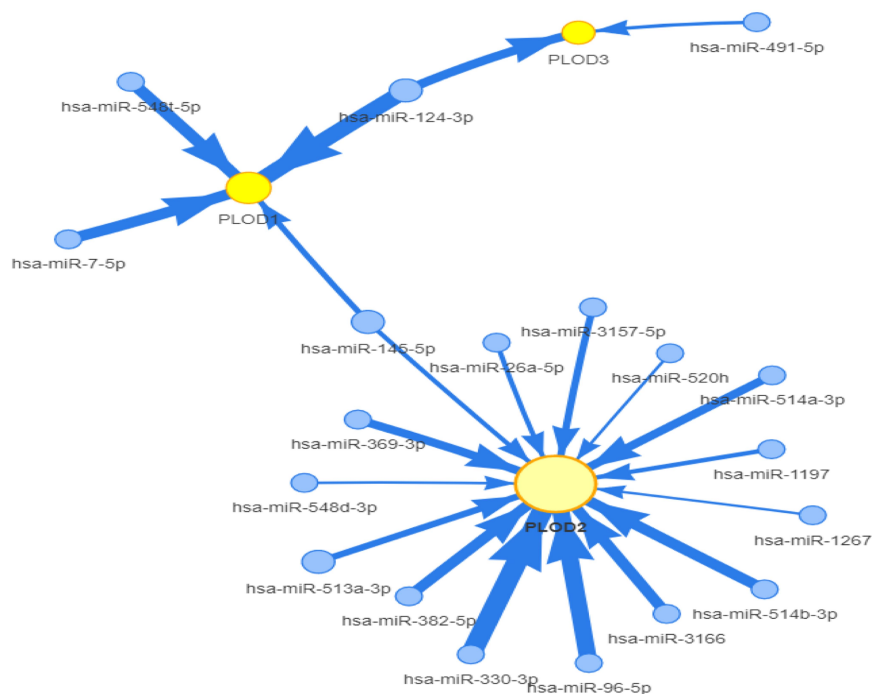 hsa-miR-491-5p
PLOD3
hsa-miR-548t-5p
hsa-miR-124-3p
PLOD1
hsa-miR-7-5p
hsa-miR-3157-5p
hsa-miR-145-5p
hsa-miR-26a-5p
hsa-miR-520h
hsa-miR-514a-3p
hsa-miR-369-3p
hsa-miR-1197
hsa-miR-548d-3p
PLOD2
hsa-miR-1267
hsa-miR-513a-3p
hsa-miR-382-5p
hsa-miR-514b-3p
hsa-miR-3166
hsa-miR-330-3p
hsa-miR-96-5p